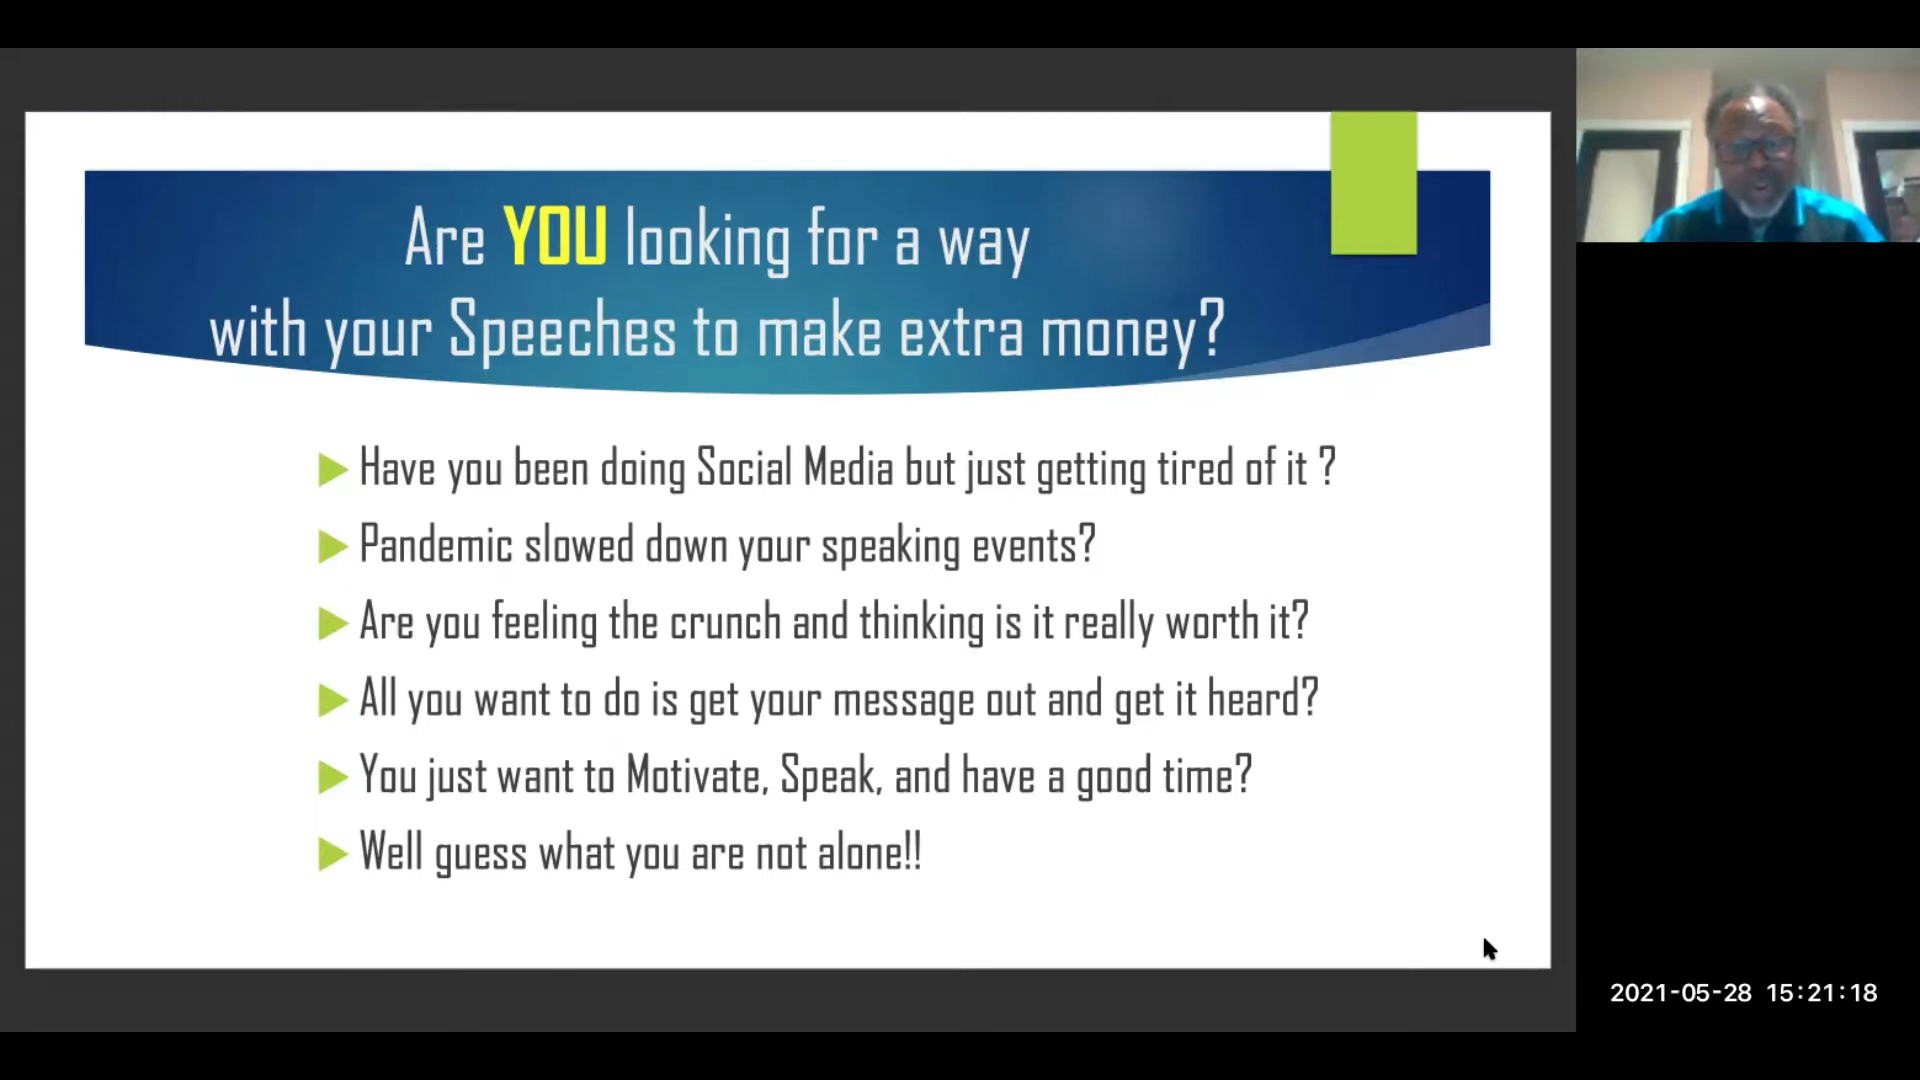 Are YOU looking for a way
with your Speeches to make extra money?
Have you been doing Social Media but just getting tired of it ?
Pandemic slowed down your speaking events?
Are you feeling the crunch and thinking is it really worth it?
All you want to do is get your message out and get it heard?
You just want to Motivate, Speak, and have a good time?
Well guess what you are not alone!!
2021-05-28 15:21:18